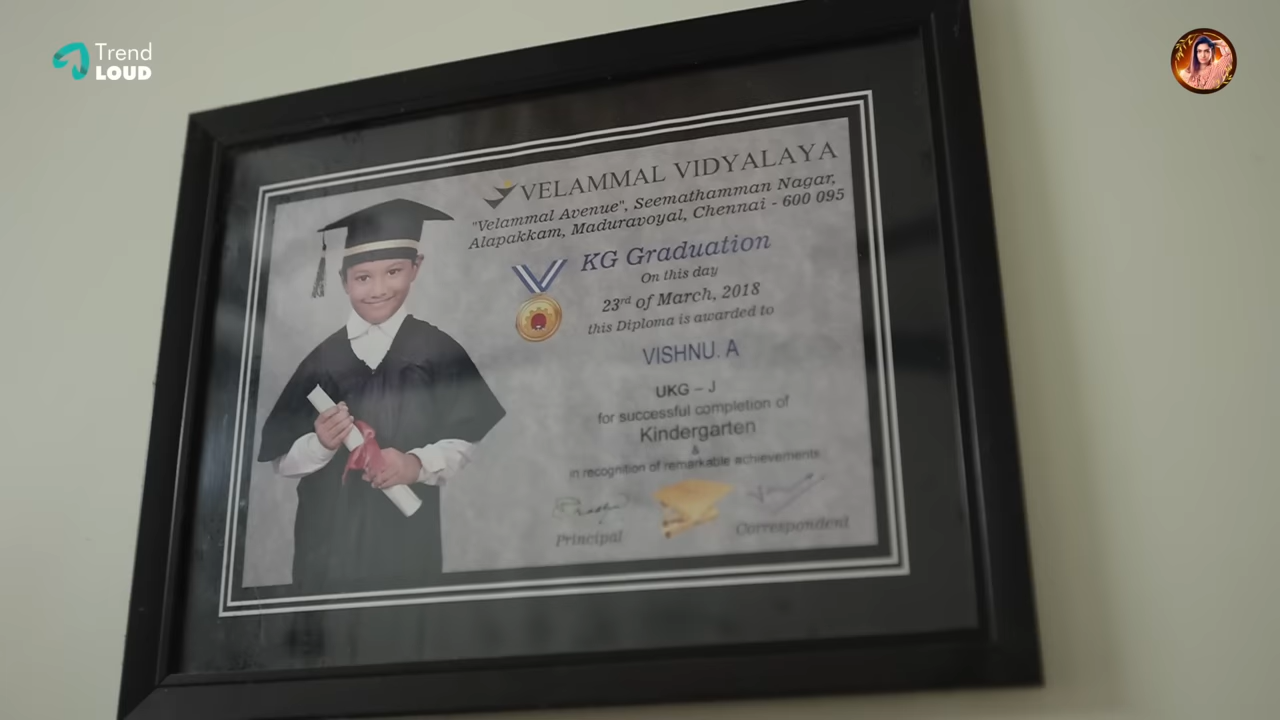 Trend
LOUD
VELAMMAL VIDYALAYA
"Velammal Avenue", Seemathamman Nagar,
Alapakkam, Maduravoyal, Chennai - 600 095
KG Graduation
On this day
23rd of March, 2018
this Diploma is awarded to
VISHNU. A
UKG – J
for successful completion of
Kindergarten
&
in recognition of remarkable achievements
Principal
Correspondent